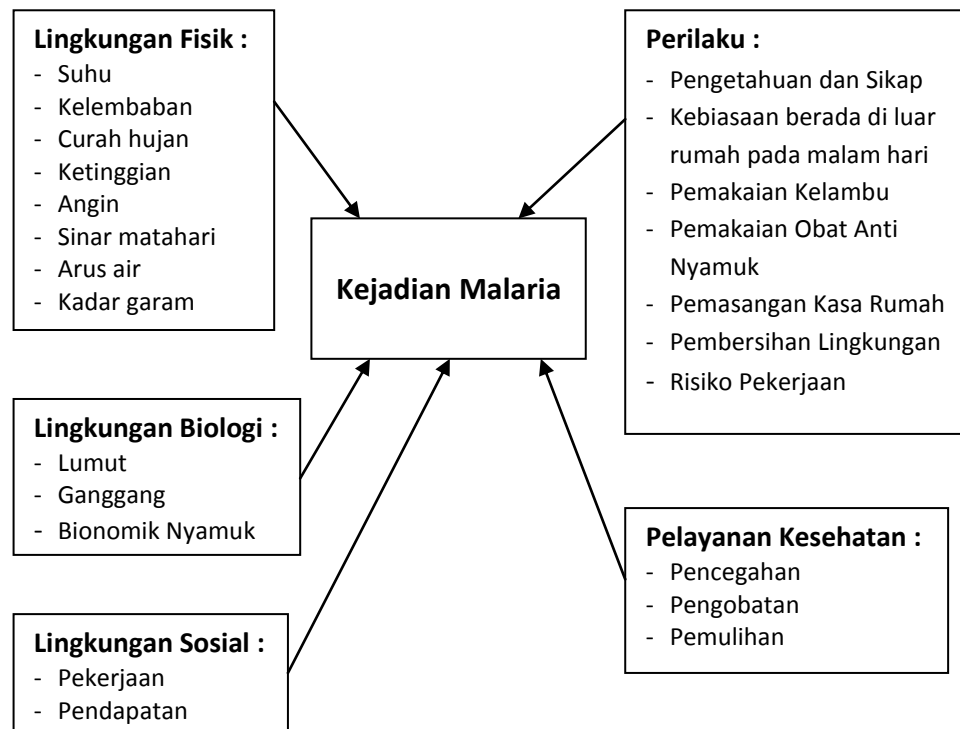 Lingkungan Fisik :
- Suhu
- Kelembaban
- Curah hujan
- Ketinggian
- Angin
- Sinar matahari
- Arus air
- Kadar garam
Perilaku :
- Pengetahuan dan Sikap
- Kebiasaan berada di luar
rumah pada malam hari
- Pemakaian Kelambu
- Pemakaian Obat Anti
Nyamuk
- Pemasangan Kasa Rumah
- Pembersihan Lingkungan
- Risiko Pekerjaan
Kejadian Malaria
Lingkungan Biologi :
- Lumut
- Ganggang
- Bionomik Nyamuk
Pelayanan Kesehatan :
- Pencegahan
- Pengobatan
- Pemulihan
Lingkungan Sosial :
- Pekerjaan
- Pendapatan